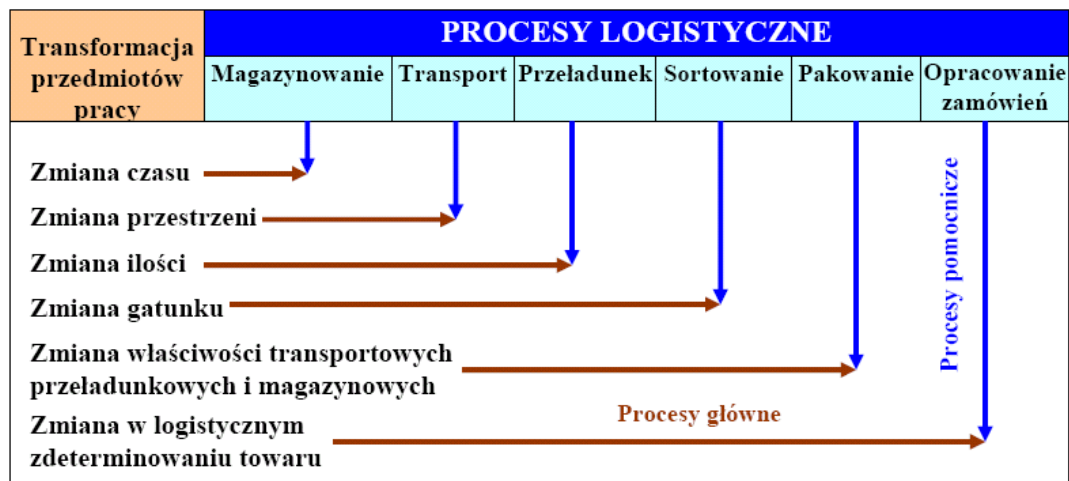 Transformacja
przedmiotów
pracy
PROCESY LOGISTYCZNE
Magazynowanie
Transport
Przeładunek
Sortowanie
Pakowanie
Opracowanie
zamówień
Zmiana czasu
Zmiana przestrzeni
Zmiana ilości
Zmiana gatunku
Zmiana właściwości transportowych
przeładunkowych i magazynowych
Zmiana w logistycznym
zdeterminowaniu towaru
Procesy główne
Procesy pomocnicze